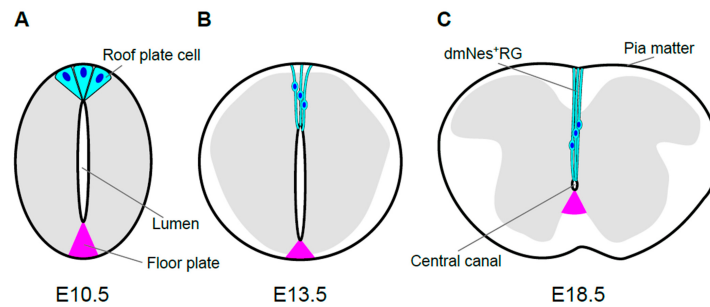 A
B
C
Roof plate cell
dmNes+RG
Pia matter
Lumen
Floor plate
Central canal
E10.5
E13.5
E18.5